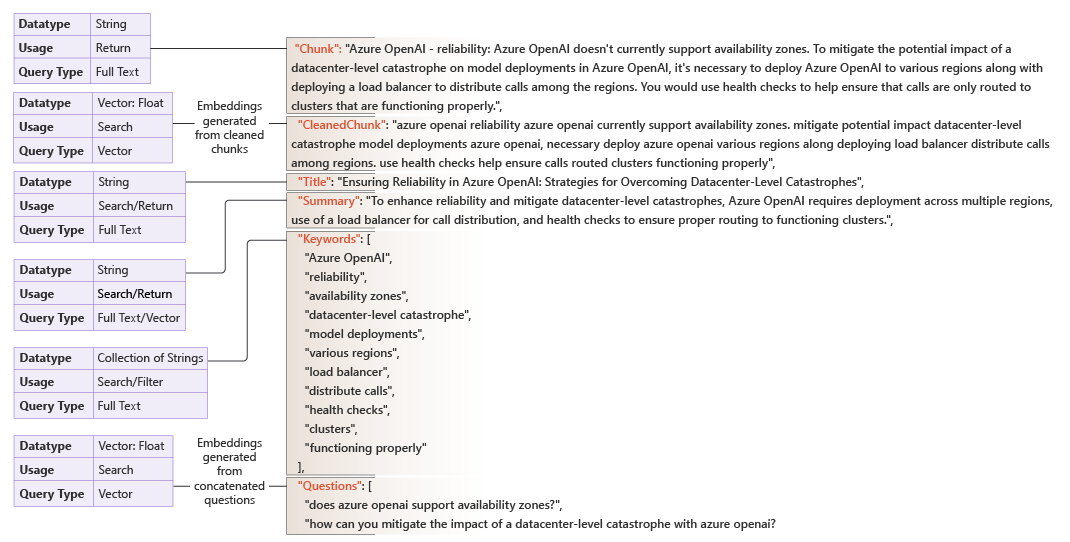 Datatype String
Usage Return
Query Type Full Text
"Chunk": "Azure OpenAI - reliability: Azure OpenAI doesn't currently support availability zones. To mitigate the potential impact of a
datacenter-level catastrophe on model deployments in Azure OpenAI, it's necessary to deploy Azure OpenAI to various regions along with
deploying a load balancer to distribute calls among the regions. You would use health checks to help ensure that calls are only routed to
clusters that are functioning properly.",
Datatype Vector: Float
Usage Search
Query Type Vector
Embeddings
generated
from cleaned
chunks
"CleanedChunk": "azure openai reliability azure openai currently support availability zones. mitigate potential impact datacenter-level
catastrophe model deployments azure openai, necessary deploy azure openai various regions along deploying load balancer distribute calls
among regions. use health checks help ensure calls routed clusters functioning properly",
Datatype String
Usage Search/Return
Query Type Full Text
"Title": "Ensuring Reliability in Azure OpenAI: Strategies for Overcoming Datacenter-Level Catastrophes",
Datatype String
Usage Search/Return
Query Type Full Text/Vector
"Summary": "To enhance reliability and mitigate datacenter-level catastrophes, Azure OpenAI requires deployment across multiple regions,
use of a load balancer for call distribution, and health checks to ensure proper routing to functioning clusters.",
Datatype Collection of Strings
Usage Search/Filter
Query Type Full Text
"Keywords": [
"Azure OpenAI",
"reliability",
"availability zones",
"datacenter-level catastrophe",
"model deployments",
"various regions",
"load balancer",
"distribute calls",
"health checks",
"clusters",
"functioning properly"
],
Datatype Vector: Float
Usage Search
Query Type Vector
Embeddings
generated
from
concatenated
questions
"Questions": [
"does azure openai support availability zones?",
"how can you mitigate the impact of a datacenter-level catastrophe with azure openai?